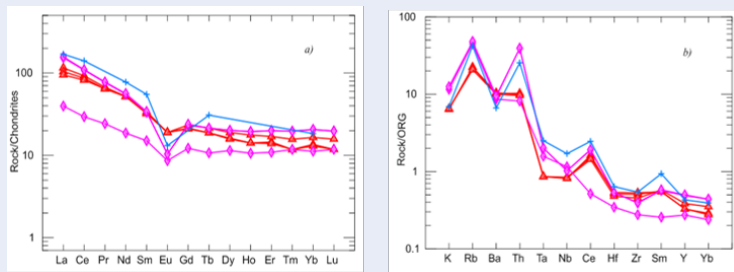 a)
Rock/Chondrites
100
10
1
La Ce Pr Nd Sm Eu Gd Tb Dy Ho Er Tm Yb Lu
b)
Rock/ORG
100
10
1
0.1
K Rb Ba Th Ta Nb Ce Hf Zr Sm Y Yb